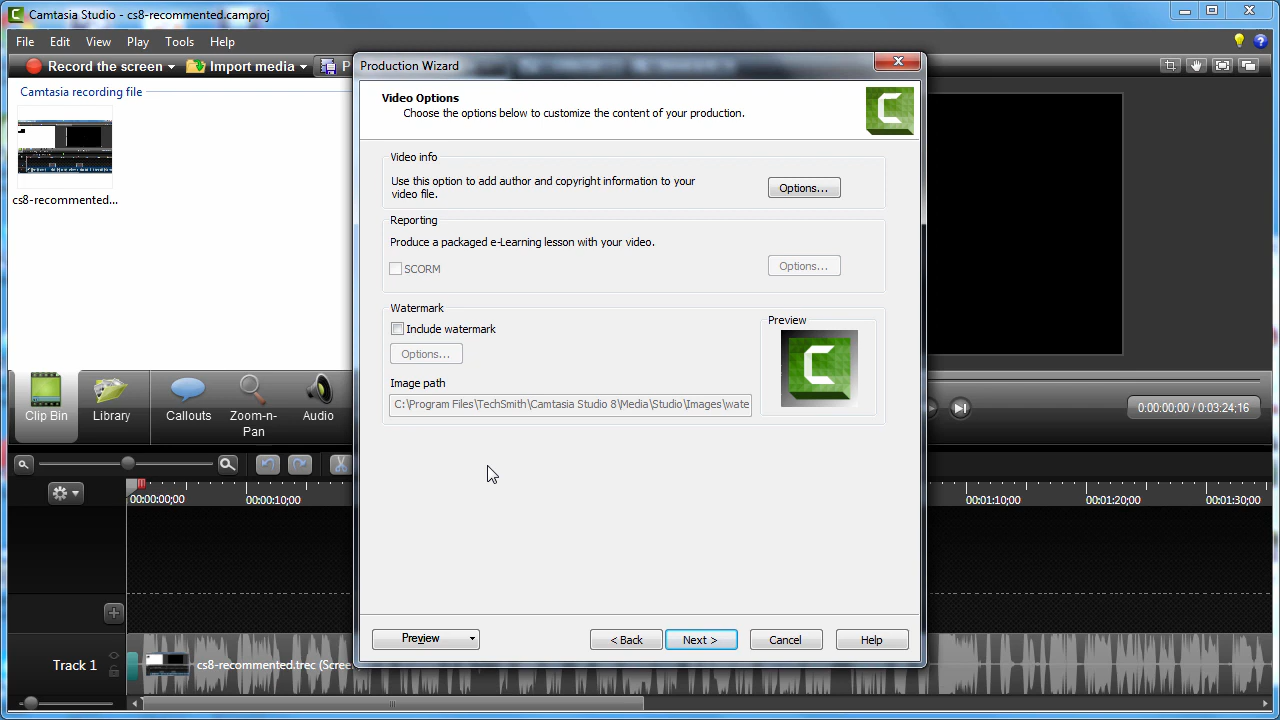 Camtasia Studio - cs8-recommented.camproj
File Edit View Play Tools Help
Record the screen Import media P
Camtasia recording file
cs8-recommented...
Production Wizard
Video Options
Choose the options below to customize the content of your production.
Video info
Use this option to add author and copyright information to your
video file.
Options...
Reporting
Produce a packaged e-Learning lesson with your video.
SCORM
Options...
Watermark
Include watermark
Options...
Image path
C:\Program Files\TechSmith\Camtasia Studio 8\Media\Studio\Images\wate
Preview
Preview
< Back Next > Cancel Help
Clip Bin Library Callouts Zoom-n-
Pan Audio
0:00:00;00 / 0:03:24;16
00:00:00;00 00:00:10;00 00:01:10;00 00:01:20;00 00:01:30;00
Track 1 cs8-recommented.trec (Scree